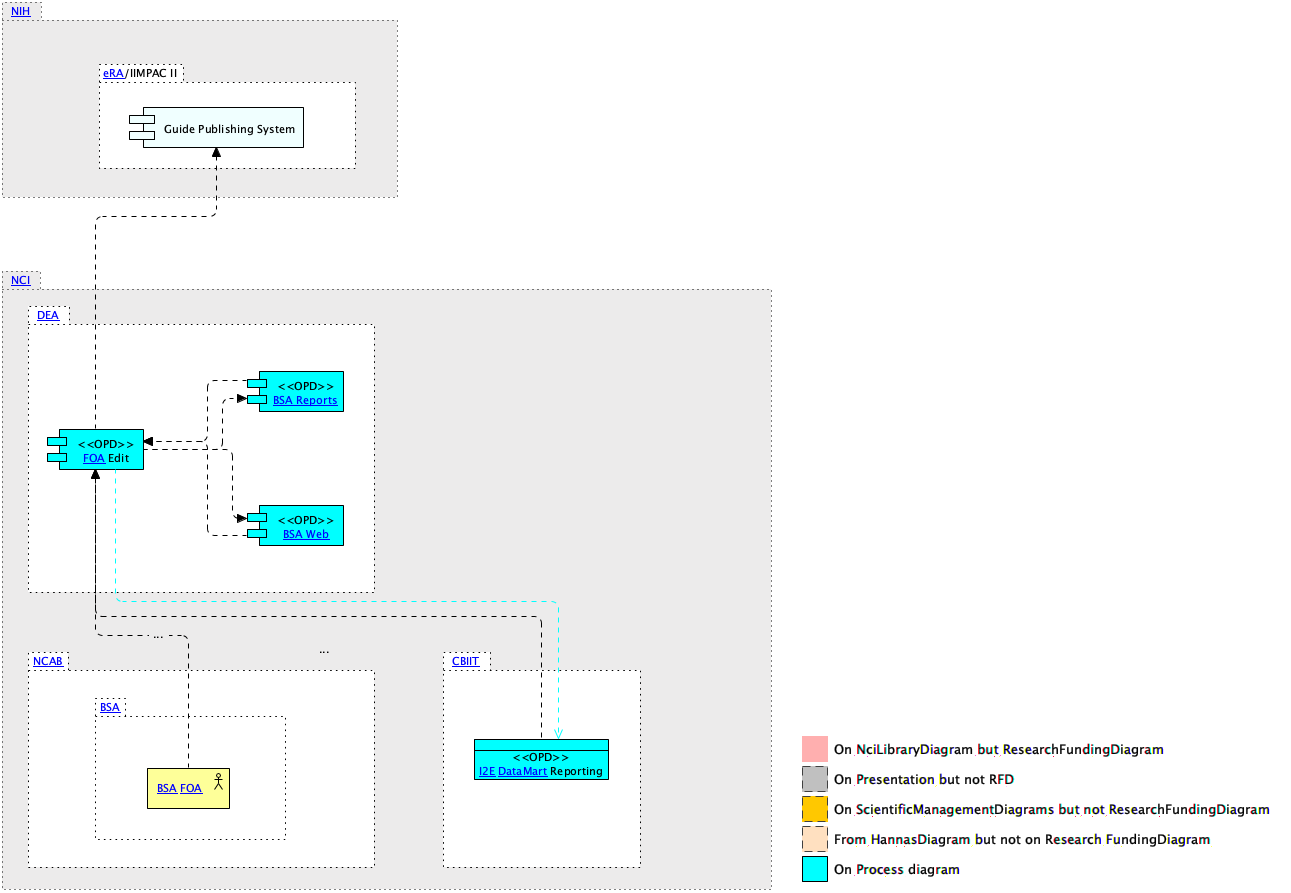 NIH
eRA/IIMPAC II
Guide Publishing System
NCI
DEA
<<OPD>>
BSA Reports
<<OPD>>
FOA Edit
<<OPD>>
BSA Web
...
...
NCAB
CBIIT
BSA
<<OPD>>
I2E DataMart Reporting
BSA FOA
On NciLibraryDiagram but ResearchFundingDiagram
On Presentation but not RFD
On ScientificManagementDiagrams but not ResearchFundingDiagram
From HannasDiagram but not on Research FundingDiagram
On Process diagram